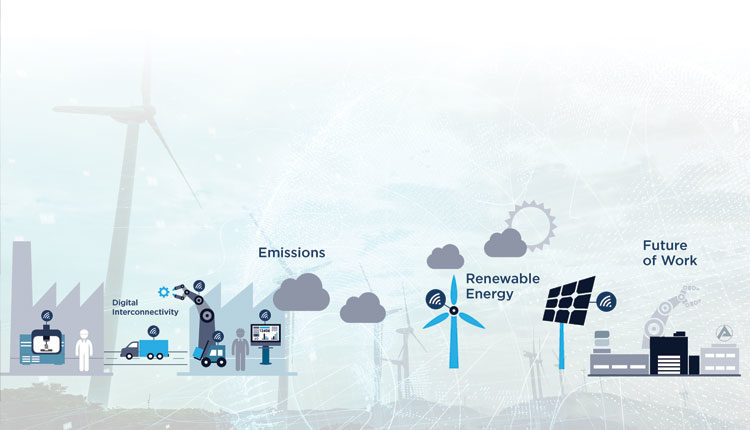 Emissions
Future
of Work
Renewable
Energy
Digital
Interconnectivity